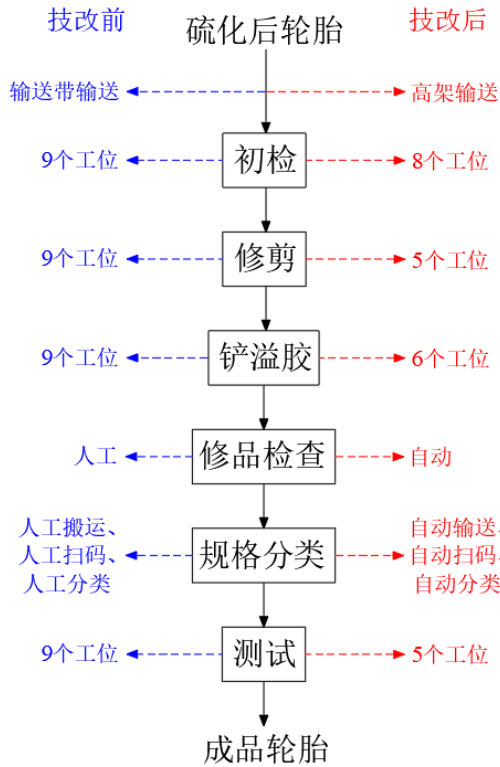 技改前
硫化后轮胎
技改后
输送带输送
高架输送
9个工位
初检
8个工位
9个工位
修剪
5个工位
9个工位
铲溢胶
6个工位
人工
修品检查
自动
人工搬运、
人工扫码、
人工分类
规格分类
自动输送、
自动扫码、
自动分类
9个工位
测试
5个工位
成品轮胎